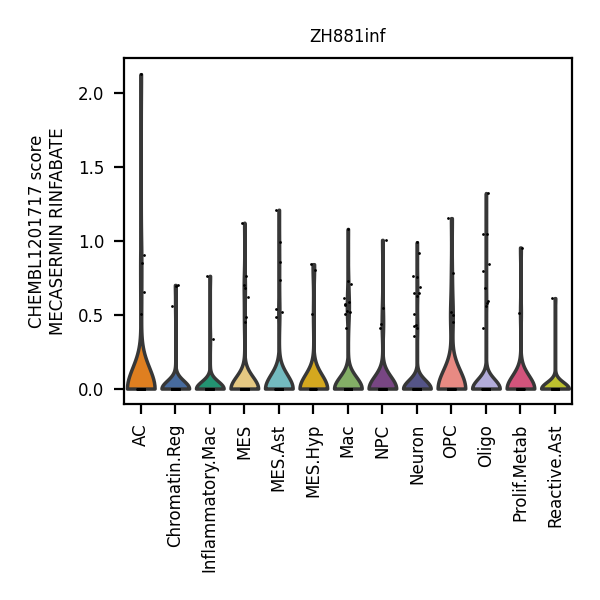 ZH881inf
CHEMBL1201717 score
MECASERMIN RINFABATE
2.0
1.5
1.0
0.5
0.0
AC
Chromatin.Reg
Inflammatory.Mac
MES
MES.Ast
MES.Hyp
Mac
NPC
Neuron
OPC
Oligo
Prolif.Metab
Reactive.Ast